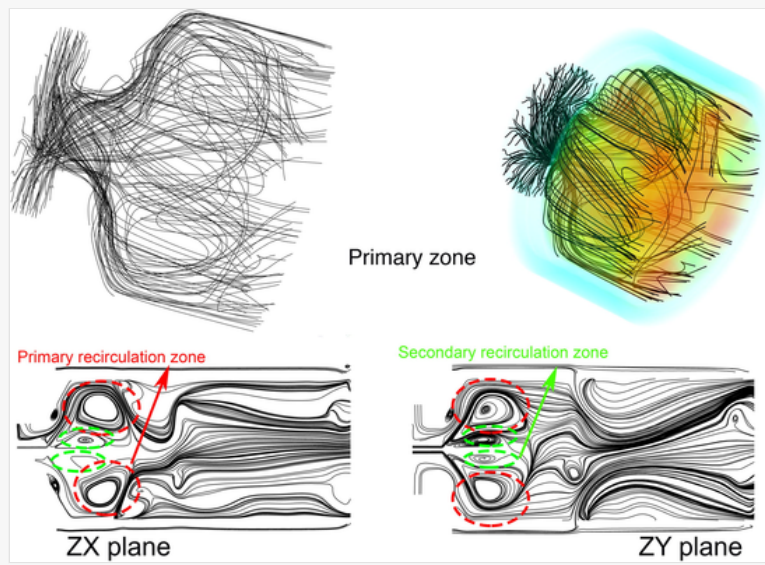 Primary zone
Primary recirculation zone
Secondary recirculation zone
ZX plane
ZY plane